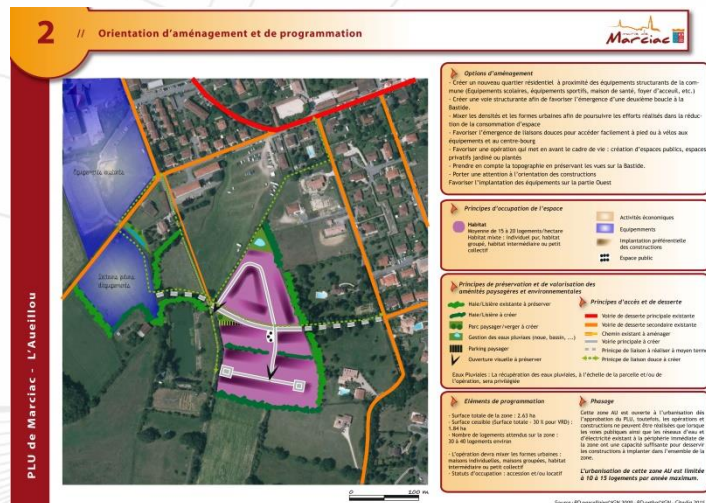 2 // Orientation d'aménagement et de programmation
Marciac
PLU de Marciac - L'Aueillou
Options d'aménagement
- Créer un nouveau quartier résidentiel à proximité des équipements structurants de la com-
mune (Equipements scolaires, équipements sportifs, maison de santé, foyer d'acceuil, etc.)
- Créer une voie structurante afin de favoriser l'émergence d'une deuxième boucle à la
Bastide.
- Mixer les densités et les formes urbaines afin de poursuivre les efforts réalisés dans la réduc-
tion de la consommation d'espace
- Favoriser l'émergence de liaisons douces pour accéder facilement à pied ou à vélos aux
équipements et au centre-bourg
- Favoriser une opération qui met en avant le cadre de vie : création d'espaces publics, espaces
privatifs jardiné ou plantés
- Prendre en compte la topographie en préservant les vues sur la Bastide.
- Porter une attention à l'orientation des constructions
Favoriser l'implantation des équipements sur la partie Ouest
Principes d'occupation de l'espace
Habitat
Moyenne de 15 à 20 logements/hectare
Habitat mixte : individuel pur, habitat
groupé, habitat intermédiaire ou petit
collectif
Activités économiques
Equipements
Implantation préférentielle
des constructions
Espace public
Principes de préservation et de valorisation des
aménités paysagères et environnementales
Haie/Lisière existante à préserver
Haie/Lisière à créer
Parc paysager/verger à créer
Gestion des eaux pluviales (noue, bassin, ...)
Parking paysager
Ouverture visuelle à préserver
Principes d'accès et de desserte
Voirie de desserte principale existante
Voirie de desserte secondaire existante
Chemin existant à aménager
Voirie principale à créer
Principe de liaison à réaliser à moyen terme
Principe de liaison douce à créer
Eaux Pluviales : La récupération des eaux pluviales, à l'échelle de la parcelle et/ou de
l'opération, sera privilégiée
Eléments de programmation
- Surface totale de la zone : 2.63 ha
- Surface cessible (Surface totale - 30 % pour VRD) :
1.84 ha
- Nombre de logements attendus sur la zone :
30 à 40 logements environ
- L'opération devra mixer les formes urbaines :
maisons individuelles, maisons groupées, habitat
intermédiaire ou petit collectif
- Statuts d'occupation : accession et/ou locatif
Phasage
Cette zone AU est ouverte à l'urbanisation dès
l'approbation du PLU, toutefois, les opérations et
constructions ne peuvent être réalisées que lorsque
les voies publiques ainsi que les réseaux d'eau et
d'électricité existant à la périphérie immédiate de
la zone ont une capacité suffisante pour desservir
les constructions à implanter dans l'ensemble de la
zone.
L'urbanisation de cette zone AU est limitée
à 10 à 15 logements par année maximum.
0 100 m